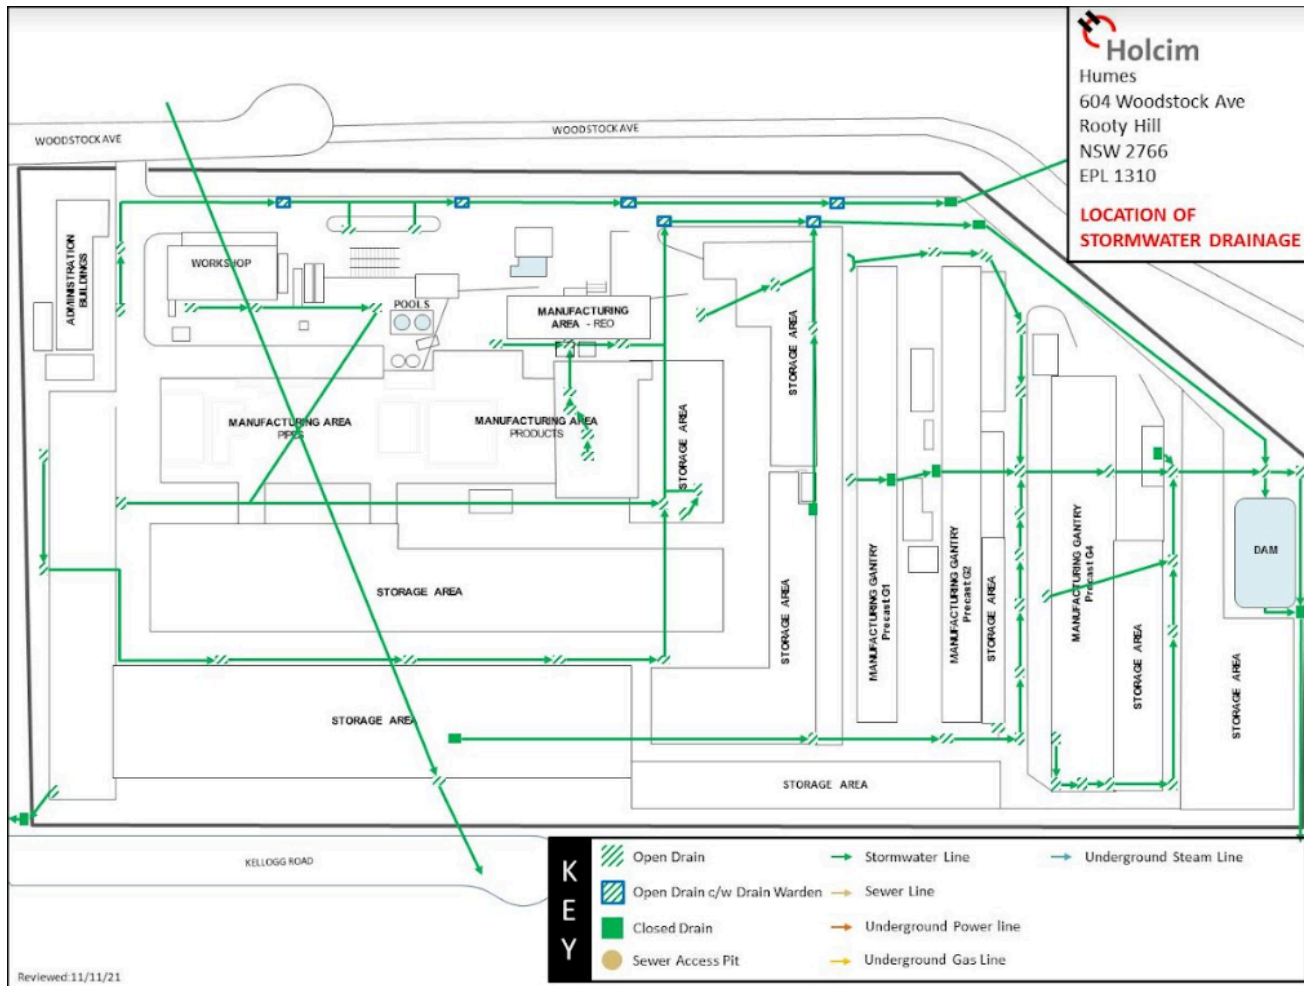 Holcim
Humes
604 Woodstock Ave
Rooty Hill
NSW 2766
EPL 1310
LOCATION OF
STORMWATER DRAINAGE
WOODSTOCK AVE
WOODSTOCK AVE
ADMINISTRATION
BUILDINGS
WORKSHOP
POOLS
MANUFACTURING
AREA - REO
STORAGE AREA
MANUFACTURING AREA
PIPES
MANUFACTURING AREA
PRODUCTS
STORAGE AREA
STORAGE AREA
STORAGE AREA
MANUFACTURING GANTRY
Precast G1
MANUFACTURING GANTRY
Precast G2
STORAGE AREA
MANUFACTURING GANTRY
Precast G4
STORAGE AREA
DAM
STORAGE AREA
STORAGE AREA
STORAGE AREA
KELLOGG ROAD
KEY
Open Drain
Open Drain c/w Drain Warden
Closed Drain
Sewer Access Pit
Stormwater Line
Sewer Line
Underground Power line
Underground Gas Line
Underground Steam Line
Reviewed:11/11/21